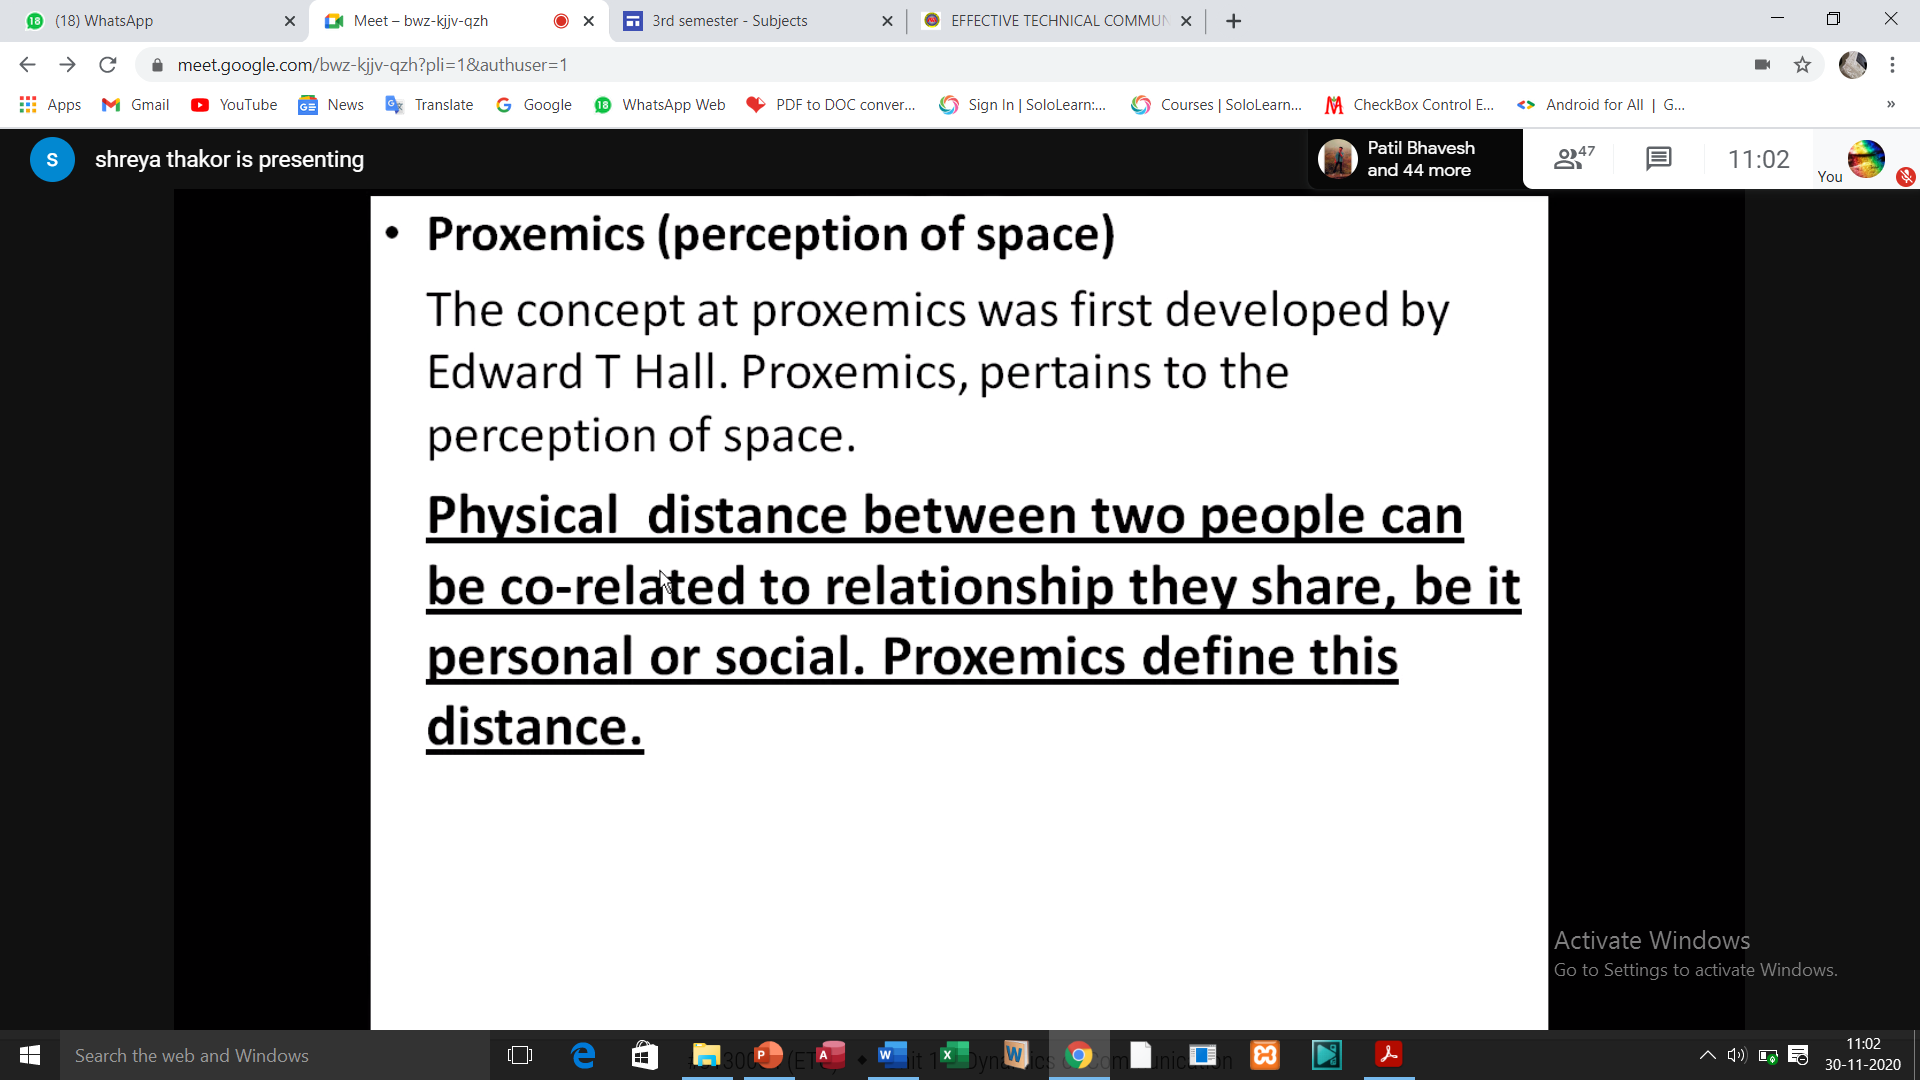 (18) WhatsApp
Meet – bwz-kjjv-qzh
3rd semester - Subjects
EFFECTIVE TECHNICAL COMMUN
meet.google.com/bwz-kjjv-qzh?pli=1&authuser=1
Apps
Gmail
YouTube
News
Translate
Google
WhatsApp Web
PDF to DOC conver...
Sign In | SoloLearn:...
Courses | SoloLearn...
CheckBox Control E...
Android for All | G...
»
S
shreya thakor is presenting
Patil Bhavesh
and 44 more
47
11:02
You
• Proxemics (perception of space)
The concept at proxemics was first developed by
Edward T Hall. Proxemics, pertains to the
perception of space.
Physical distance between two people can
be co-related to relationship they share, be it
personal or social. Proxemics define this
distance.
Activate Windows
Go to Settings to activate Windows.
Search the web and Windows
11:02
30-11-2020